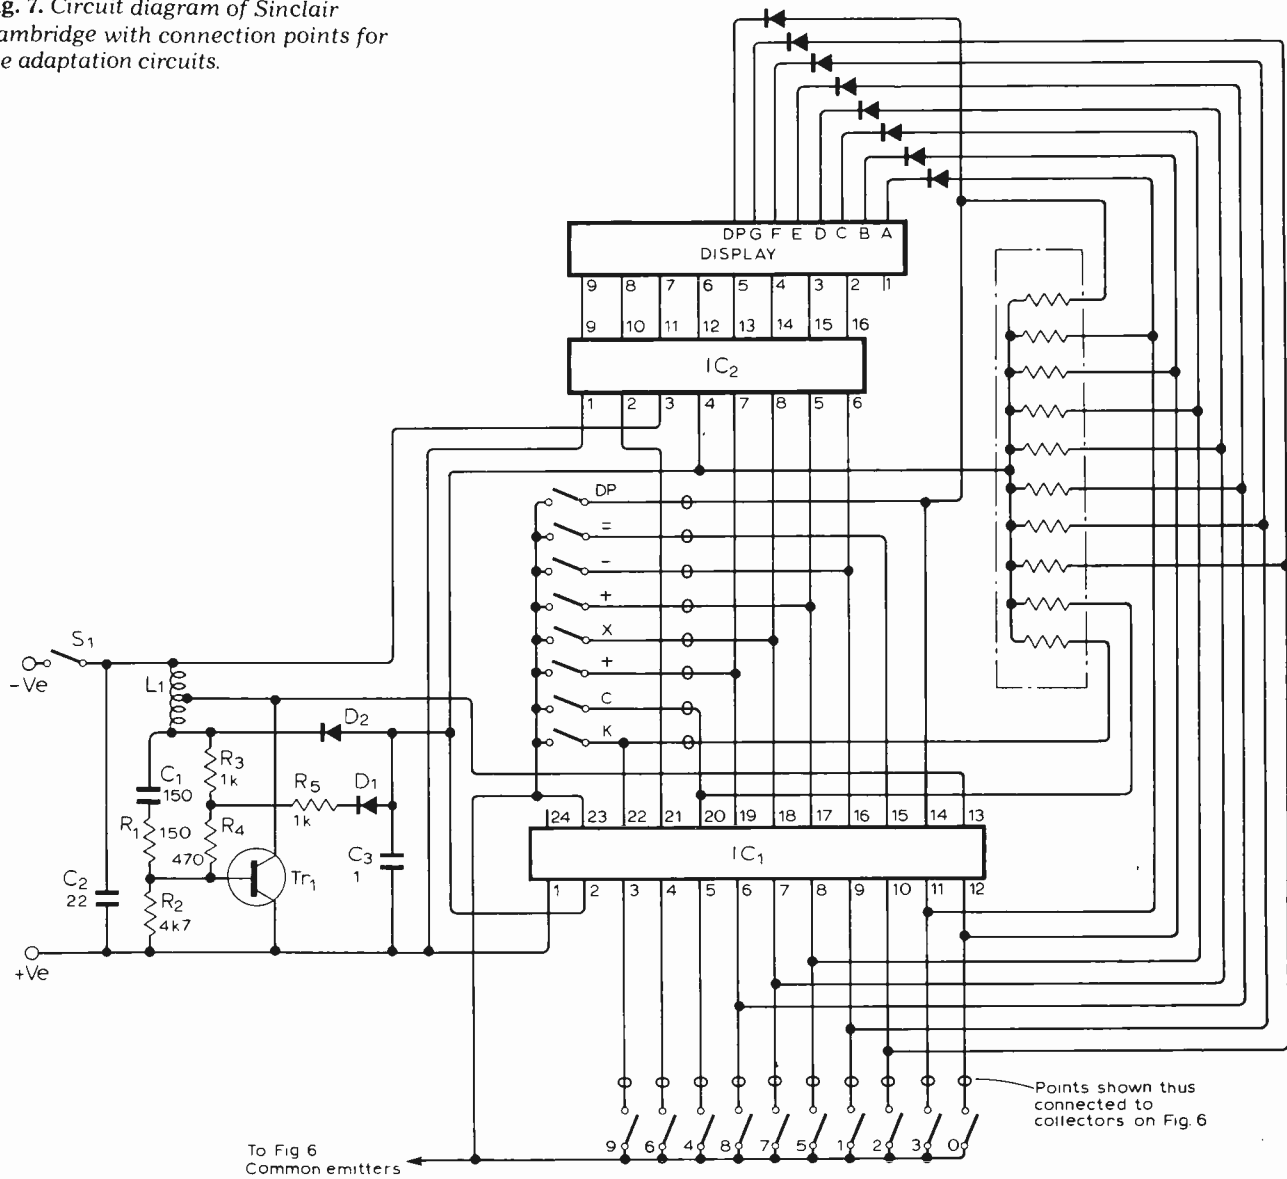 g. 7. Circuit diagram of Sinclair
ambridge with connection points for
e adaptation circuits.
DP G F E D C B A
DISPLAY
9 8 7 6 5 4 3 2 1
9 10 11 12 13 14 15 16
IC2
1 2 3 4 7 8 5 6
DP
=
-
+
X
+
C
K
S1
-Ve
L1
D2
C1
150
R3
1k
R5
1k
D1
R1 150
R4
470
Tr1
C3
1
C2
22
R2
4k7
+Ve
24 23 22 21 20 19 18 17 16 15 14 13
IC1
1 2 3 4 5 6 7 8 9 10 11 12
Points shown thus
connected to
collectors on Fig. 6
9 6 4 8 7 5 1 2 3 0
To Fig 6
Common emitters